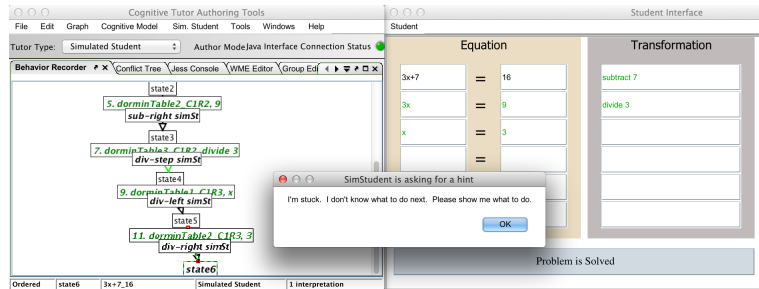 Cognitive Tutor Authoring Tools
File Edit Graph Cognitive Model Sim. Student Tools Windows Help
Tutor Type: Simulated Student Author Mode Java Interface Connection Status
Behavior Recorder Conflict Tree Jess Console WME Editor Group Edi
state2
5. dorminTable2_C1R2, 9
sub-right simSt
state3
7. dorminTable3_C1R2, divide 3
div-step simSt
state4
9. dorminTable1_C1R3, x
div-left simSt
state5
11. dorminTable2_C1R3, 3
div-right simSt
state6
Ordered state6 3x+7_16 Simulated Student 1 interpretation
Student Interface
Student
Equation Transformation
3x+7 = 16 subtract 7
3x = 9 divide 3
x = 3
=
SimStudent is asking for a hint
I'm stuck. I don't know what to do next. Please show me what to do.
OK
Problem is Solved